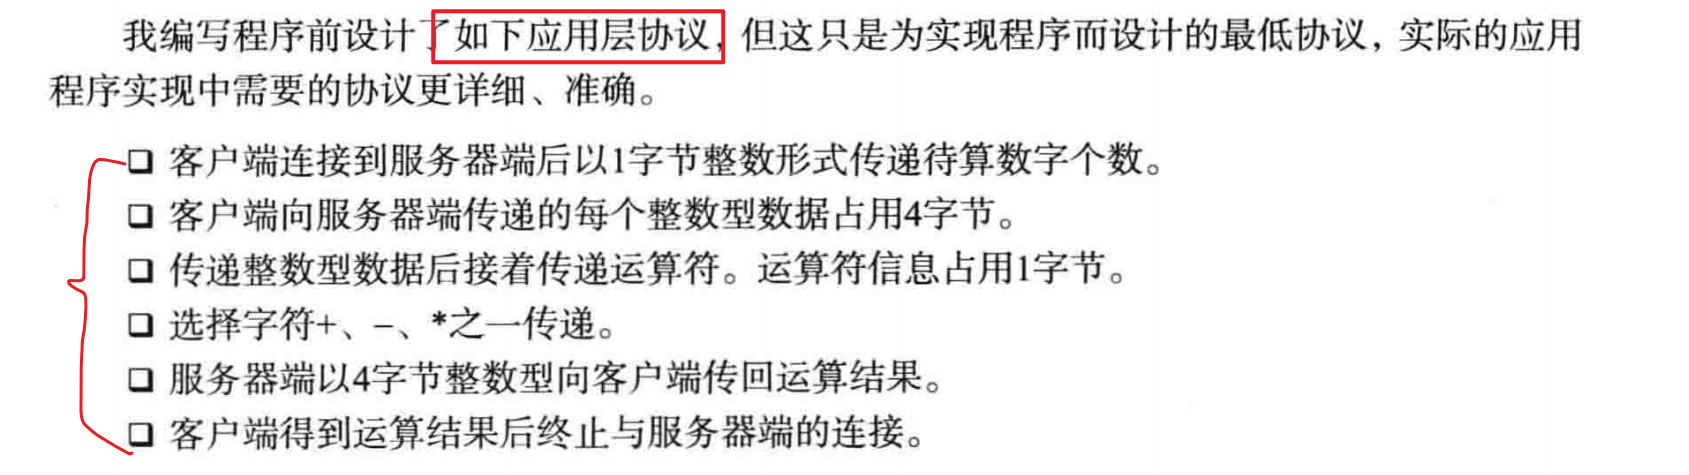 我编写程序前设计了如下应用层协议，但这只是为实现程序而设计的最低协议，实际的应用
程序实现中需要的协议更详细、准确。
❑ 客户端连接到服务器端后以1字节整数形式传递待算数字个数。
❑ 客户端向服务器端传递的每个整数型数据占用4字节。
❑ 传递整数型数据后接着传递运算符。运算符信息占用1字节。
❑ 选择字符+、–、*之一传递。
❑ 服务器端以4字节整数型向客户端传回运算结果。
❑ 客户端得到运算结果后终止与服务器端的连接。